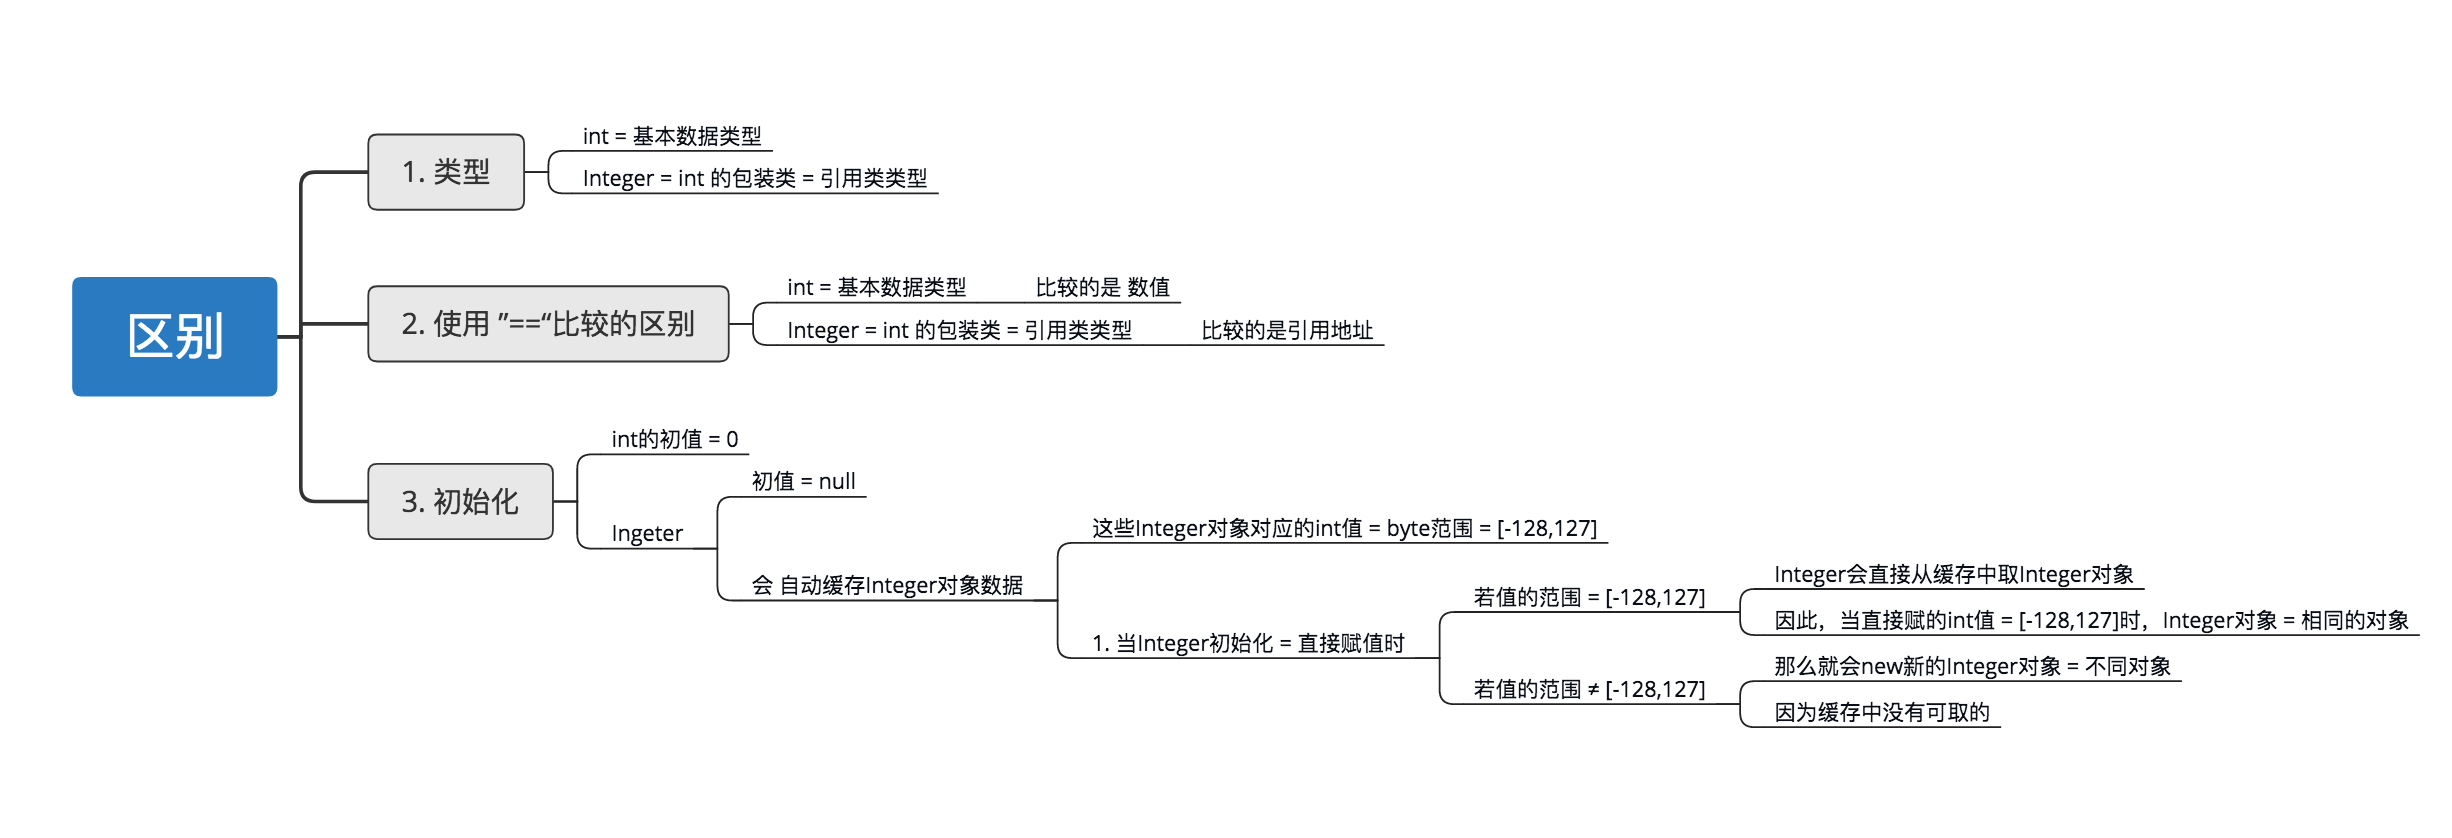 区别
1. 类型
int = 基本数据类型
Integer = int 的包装类 = 引用类类型
2. 使用 ”==“比较的区别
int = 基本数据类型
比较的是 数值
Integer = int 的包装类 = 引用类类型
比较的是引用地址
3. 初始化
int的初值 = 0
Ingeter
初值 = null
会 自动缓存Integer对象数据
这些Integer对象对应的int值 = byte范围 = [-128,127]
1. 当Integer初始化 = 直接赋值时
若值的范围 = [-128,127]
Integer会直接从缓存中取Integer对象
因此，当直接赋的int值 = [-128,127]时，Integer对象 = 相同的对象
若值的范围 ≠ [-128,127]
那么就会new新的Integer对象 = 不同对象
因为缓存中没有可取的